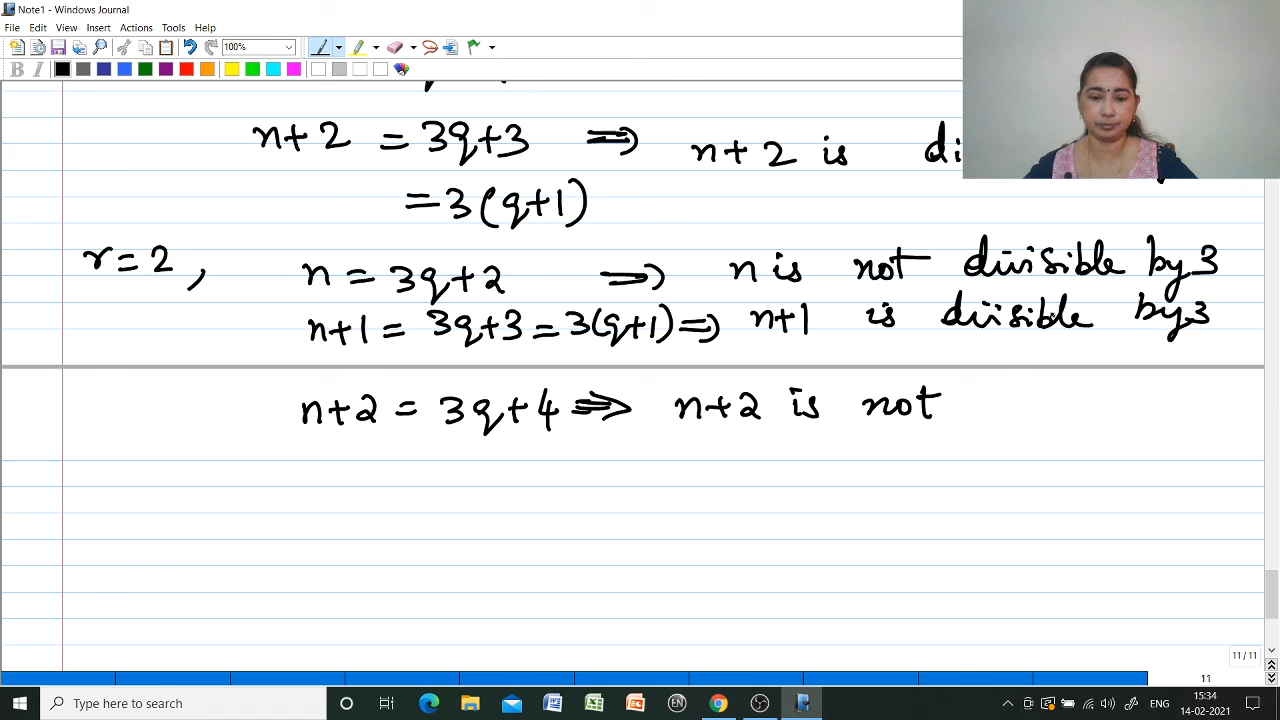 Note1 - Windows Journal
File Edit View Insert Actions Tools Help
100%
B I
n+2 = 3q+3 ⇒ n+2 is
=3(q+1)
r=2, n = 3q+2 ⇒ n is not divisible by 3
n+1 = 3q+3 = 3(q+1) ⇒ n+1 is divisible by 3
n+2 = 3q+4 ⇒ n+2 is not
11/11
11
Type here to search
ENG
15:34
14-02-2021